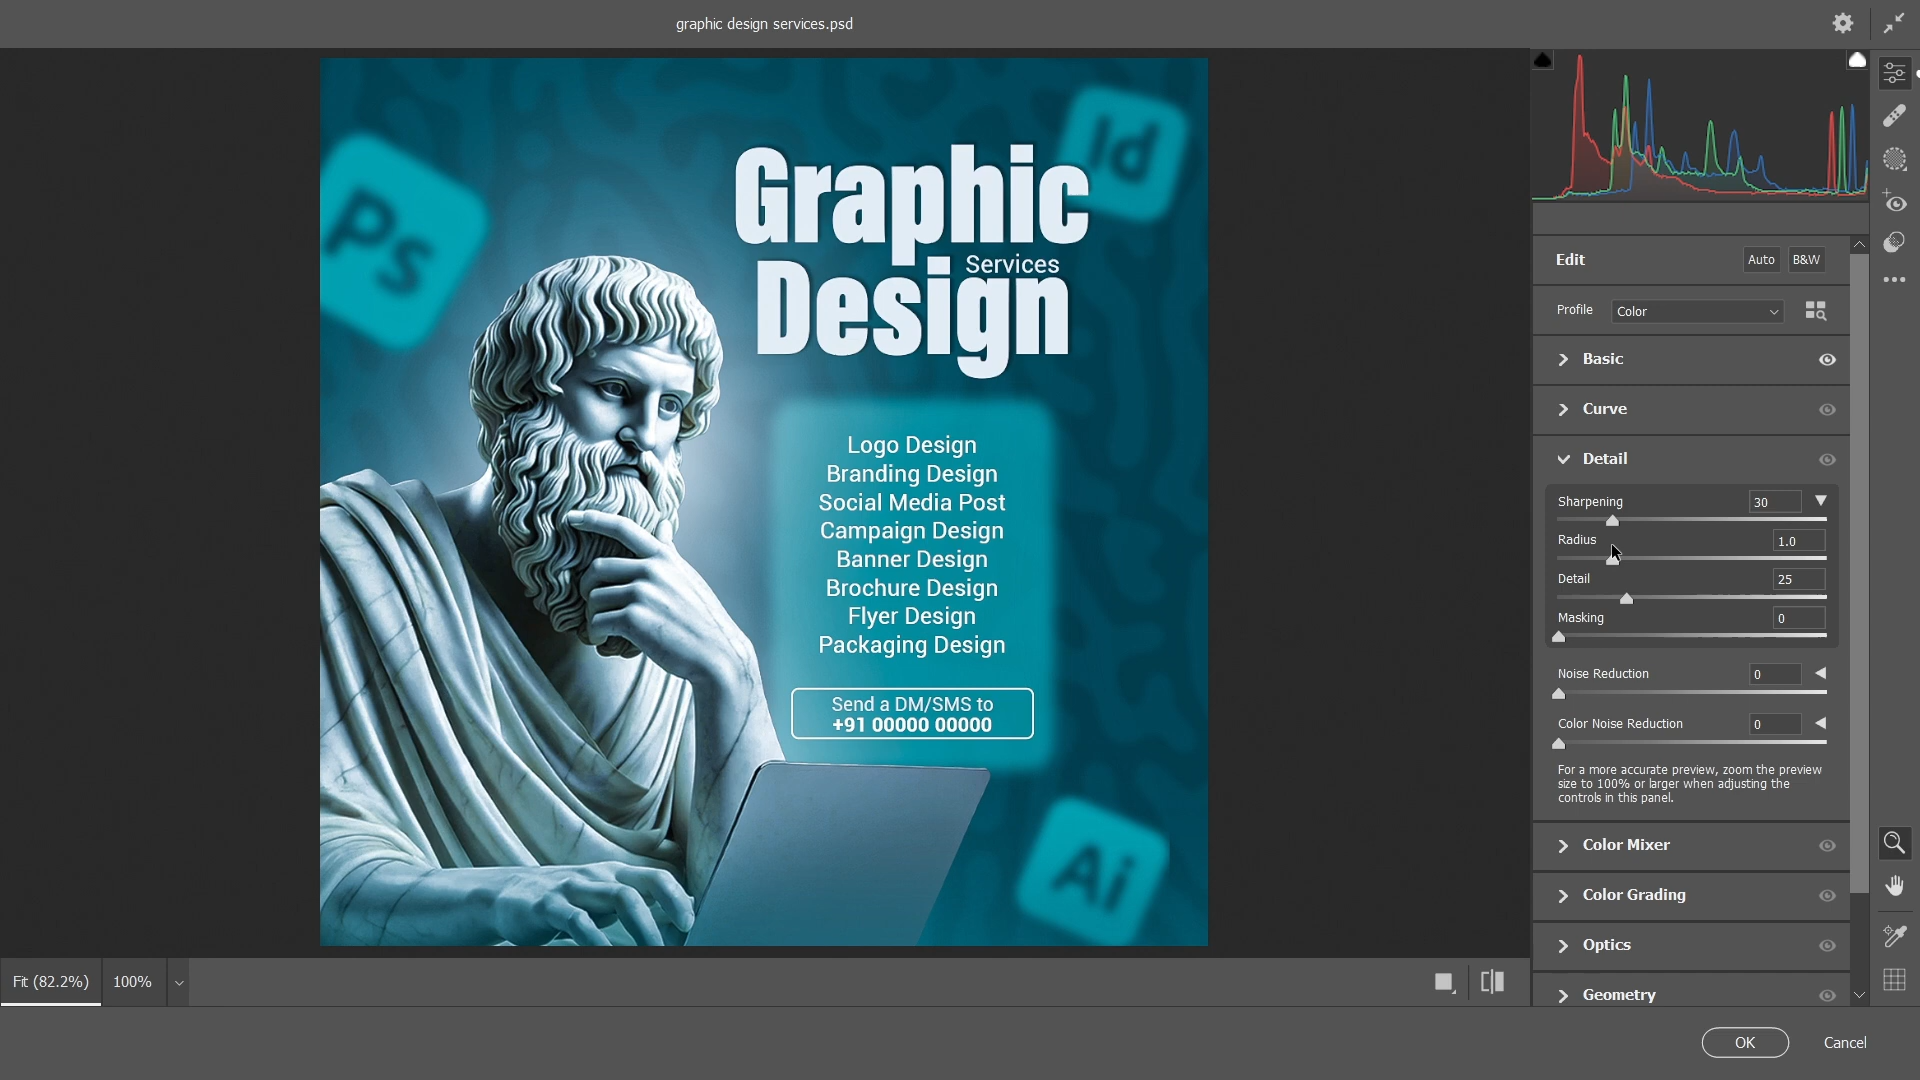 graphic design services.psd
Ps
Id
Graphic
Services
Design
Logo Design
Branding Design
Social Media Post
Campaign Design
Banner Design
Brochure Design
Flyer Design
Packaging Design
Send a DM/SMS to
+91 00000 00000
Ai
Edit
Auto
B&W
Profile
Color
Basic
Curve
Detail
Sharpening
30
Radius
1.0
Detail
25
Masking
0
Noise Reduction
0
Color Noise Reduction
0
For a more accurate preview, zoom the preview
size to 100% or larger when adjusting the
controls in this panel.
Color Mixer
Color Grading
Optics
Geometry
Fit (82.2%)
100%
OK
Cancel